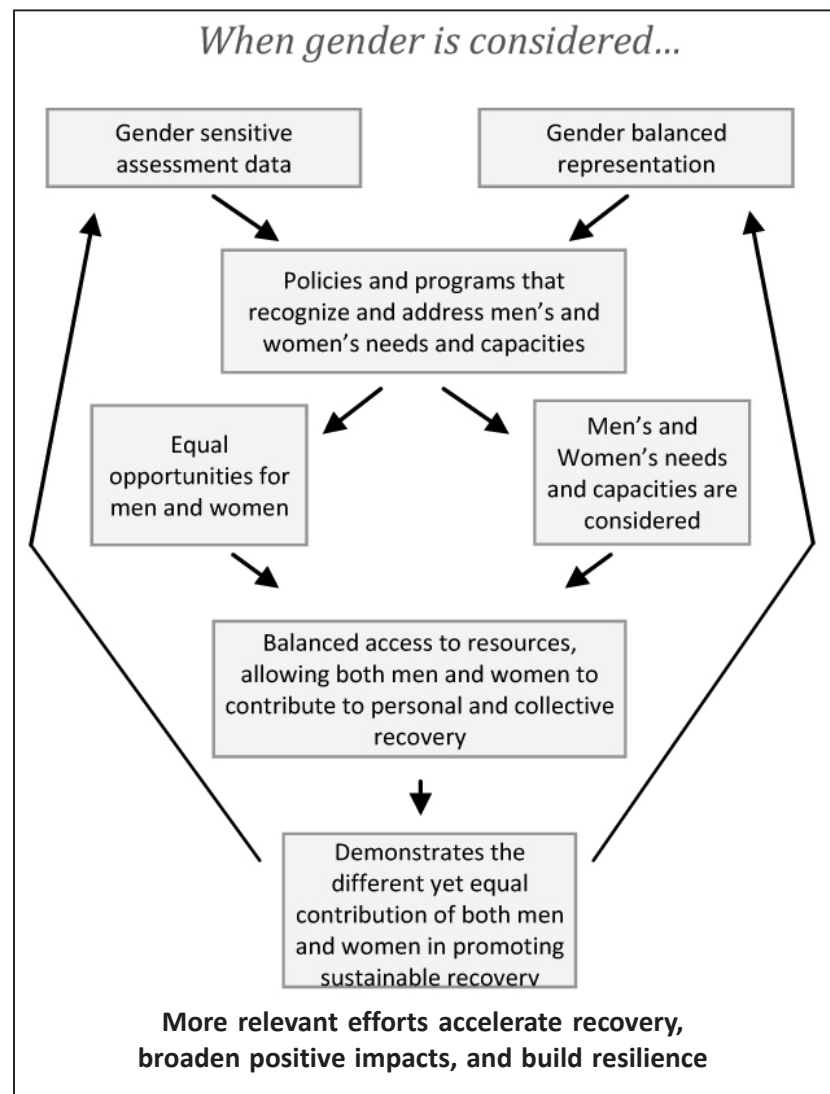 When gender is considered…
Gender sensitive
assessment data
Gender balanced
representation
Policies and programs that
recognize and address men’s and
women’s needs and capacities
Equal
opportunities for
men and women
Men’s and
Women’s needs
and capacities are
considered
Balanced access to resources,
allowing both men and women to
contribute to personal and collective
recovery
Demonstrates the
different yet equal
contribution of both men
and women in promoting
sustainable recovery
More relevant efforts accelerate recovery,
broaden positive impacts, and build resilience